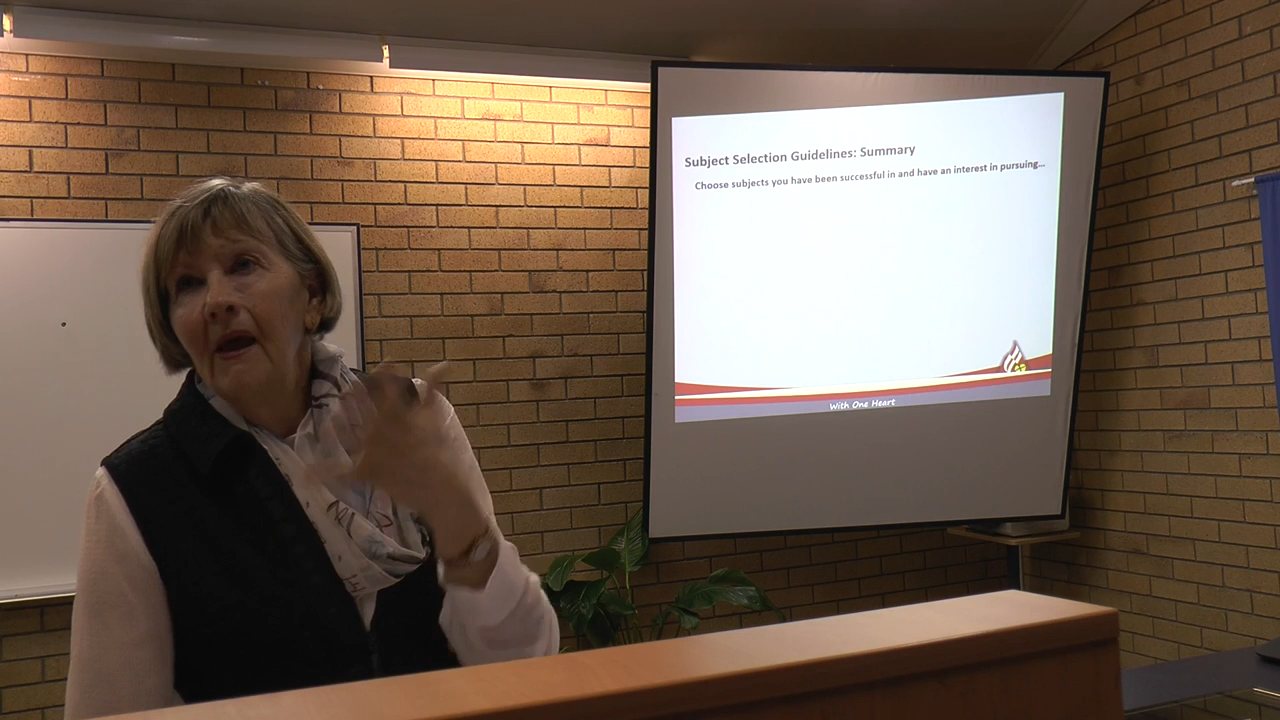 Subject Selection Guidelines: Summary
Choose subjects you have been successful in and have an interest in pursuing...
With One Heart